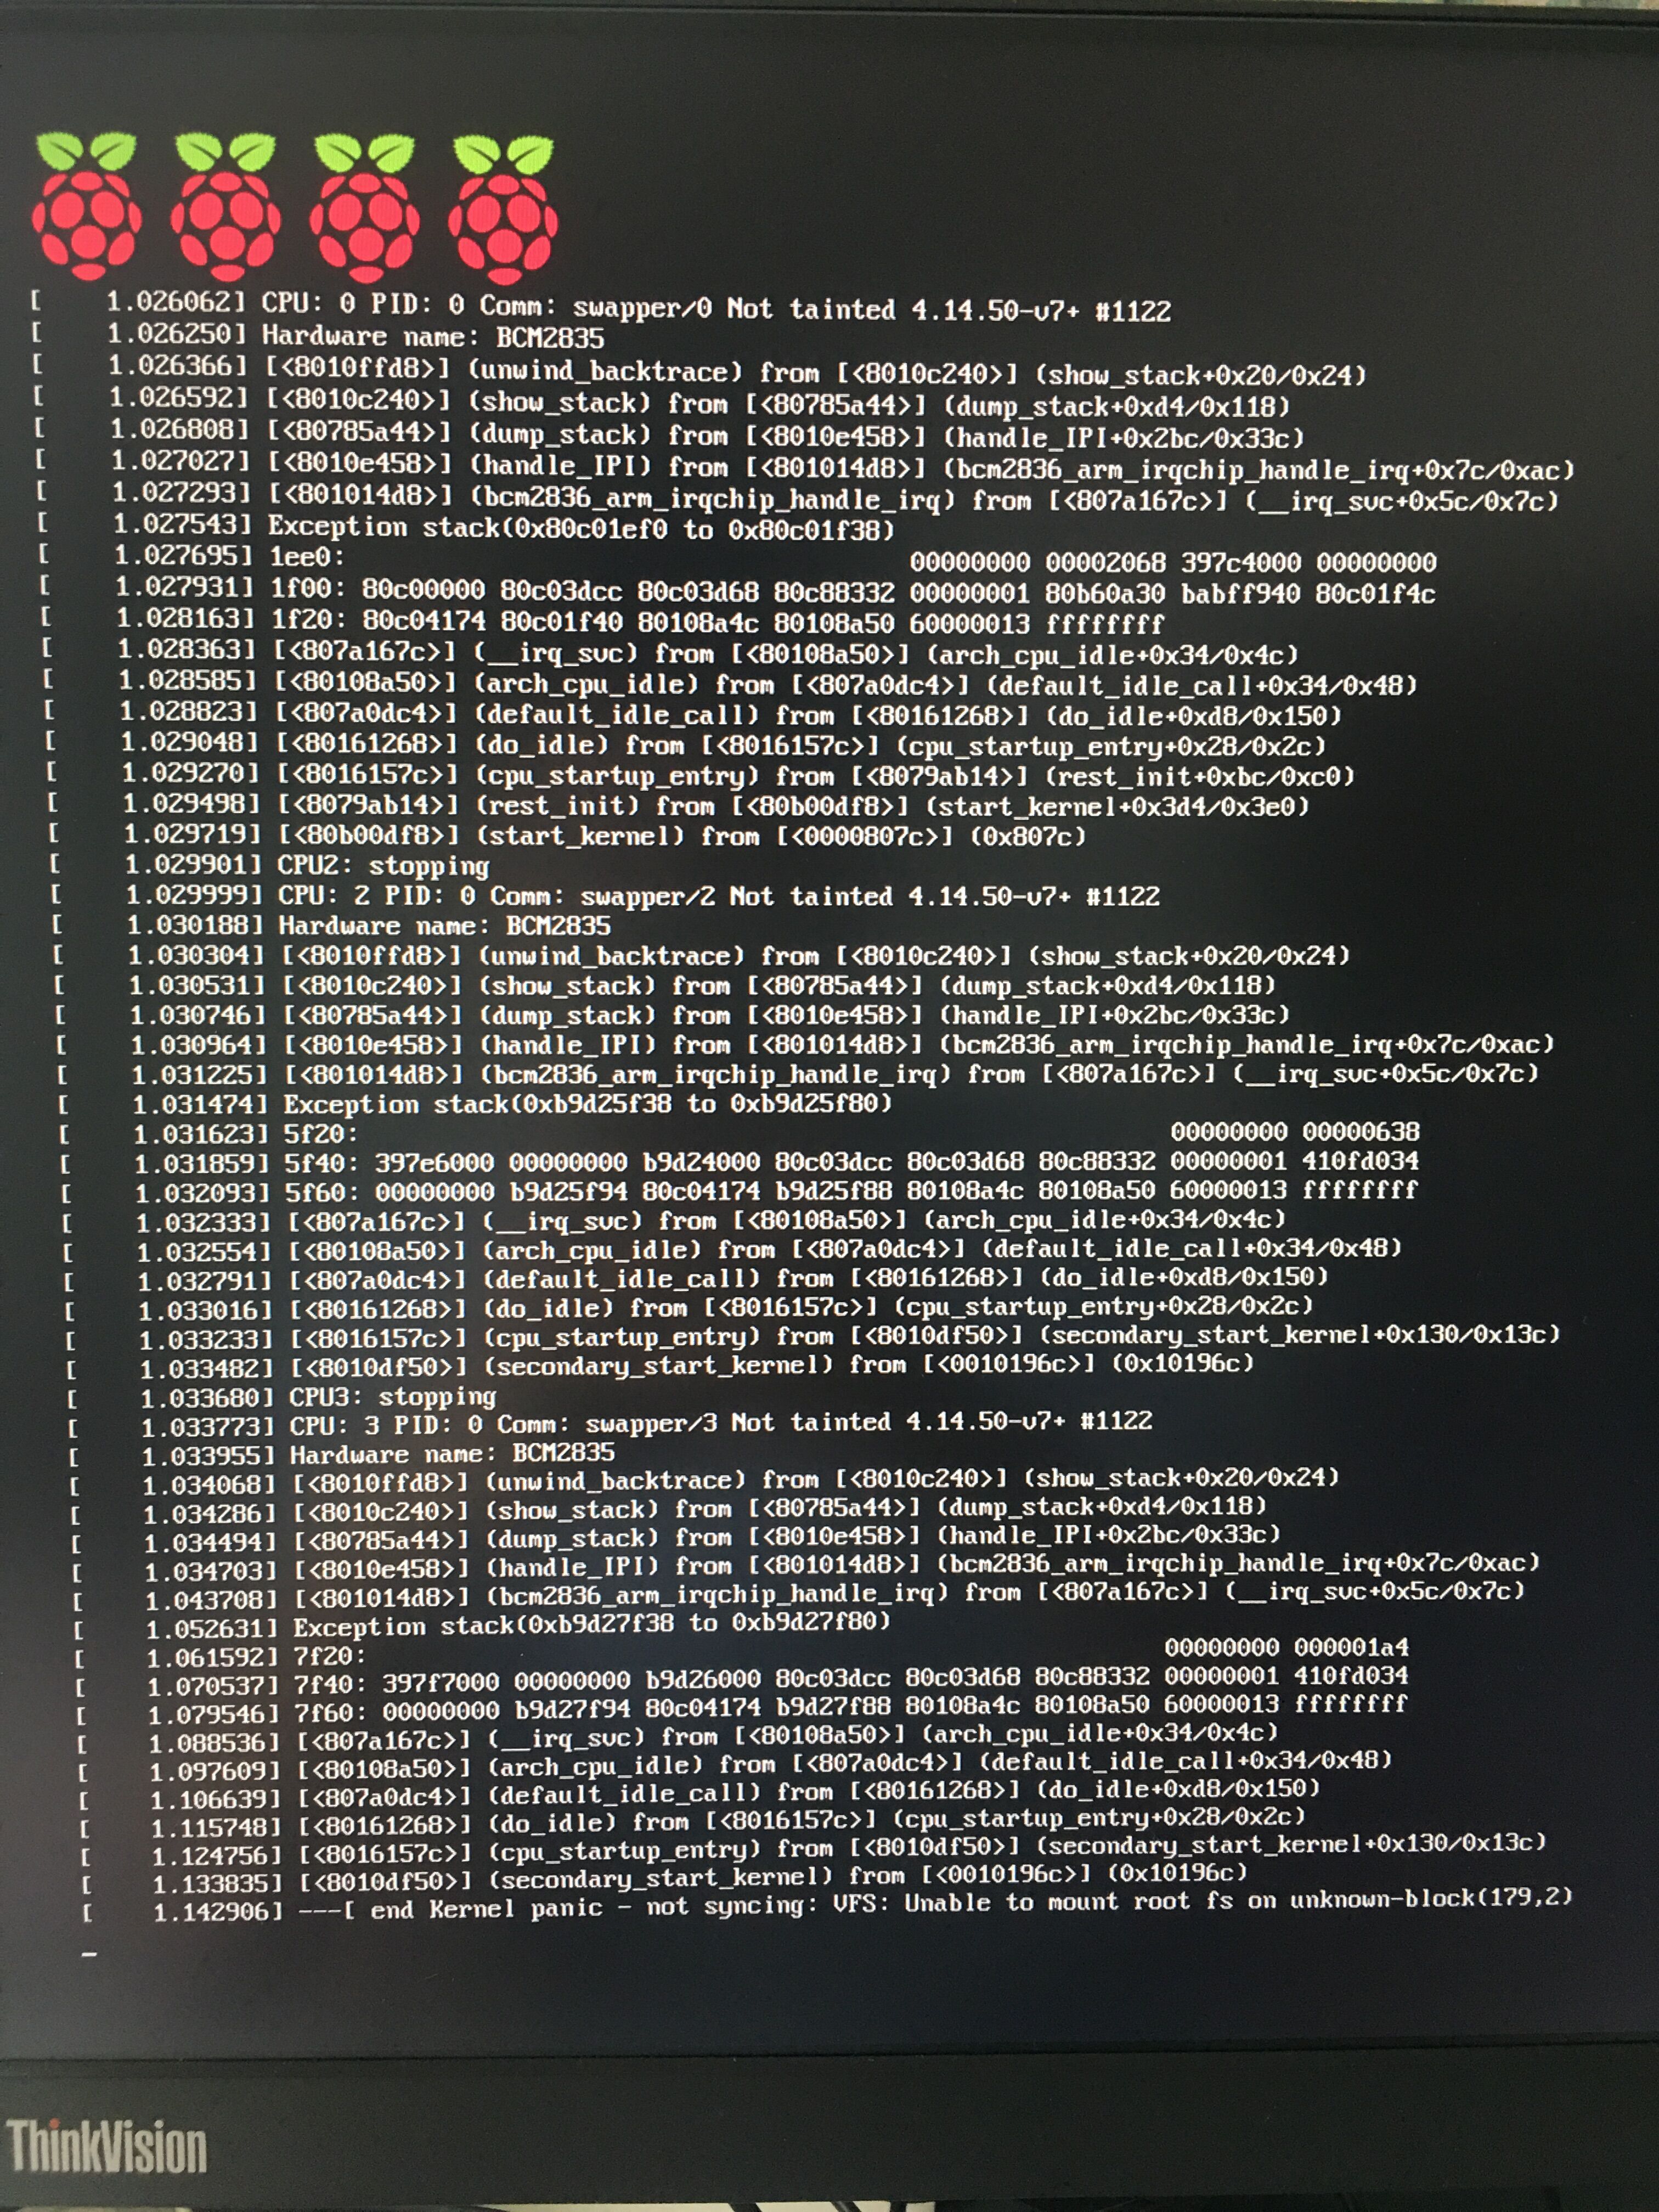 [    1.026062] CPU: 0 PID: 0 Comm: swapper/0 Not tainted 4.14.50-v7+ #1122
[    1.026250] Hardware name: BCM2835
[    1.026366] [<8010ffd8>] (unwind_backtrace) from [<8010c240>] (show_stack+0x20/0x24)
[    1.026592] [<8010c240>] (show_stack) from [<80785a44>] (dump_stack+0xd4/0x118)
[    1.026808] [<80785a44>] (dump_stack) from [<8010e458>] (handle_IPI+0x2bc/0x33c)
[    1.027027] [<8010e458>] (handle_IPI) from [<801014d8>] (bcm2836_arm_irqchip_handle_irq+0x7c/0xac)
[    1.027293] [<801014d8>] (bcm2836_arm_irqchip_handle_irq) from [<807a167c>] (__irq_svc+0x5c/0x7c)
[    1.027543] Exception stack(0x80c01ef0 to 0x80c01f38)
[    1.027695] 1ee0:                                     00000000 00002068 397c4000 00000000
[    1.027931] 1f00: 80c00000 80c03dcc 80c03d68 80c88332 00000001 80b60a30 babff940 80c01f4c
[    1.028163] 1f20: 80c04174 80c01f40 80108a4c 80108a50 60000013 ffffffff
[    1.028363] [<807a167c>] (__irq_svc) from [<80108a50>] (arch_cpu_idle+0x34/0x4c)
[    1.028585] [<80108a50>] (arch_cpu_idle) from [<807a0dc4>] (default_idle_call+0x34/0x48)
[    1.028823] [<807a0dc4>] (default_idle_call) from [<80161268>] (do_idle+0xd8/0x150)
[    1.029048] [<80161268>] (do_idle) from [<8016157c>] (cpu_startup_entry+0x28/0x2c)
[    1.029270] [<8016157c>] (cpu_startup_entry) from [<8079ab14>] (rest_init+0xbc/0xc0)
[    1.029498] [<8079ab14>] (rest_init) from [<80b00df8>] (start_kernel+0x3d4/0x3e0)
[    1.029719] [<80b00df8>] (start_kernel) from [<0000807c>] (0x807c)
[    1.029901] CPU2: stopping
[    1.029999] CPU: 2 PID: 0 Comm: swapper/2 Not tainted 4.14.50-v7+ #1122
[    1.030188] Hardware name: BCM2835
[    1.030304] [<8010ffd8>] (unwind_backtrace) from [<8010c240>] (show_stack+0x20/0x24)
[    1.030531] [<8010c240>] (show_stack) from [<80785a44>] (dump_stack+0xd4/0x118)
[    1.030746] [<80785a44>] (dump_stack) from [<8010e458>] (handle_IPI+0x2bc/0x33c)
[    1.030964] [<8010e458>] (handle_IPI) from [<801014d8>] (bcm2836_arm_irqchip_handle_irq+0x7c/0xac)
[    1.031225] [<801014d8>] (bcm2836_arm_irqchip_handle_irq) from [<807a167c>] (__irq_svc+0x5c/0x7c)
[    1.031474] Exception stack(0xb9d25f38 to 0xb9d25f80)
[    1.031623] 5f20:                                                       00000000 00000638
[    1.031859] 5f40: 397e6000 00000000 b9d24000 80c03dcc 80c03d68 80c88332 00000001 410fd034
[    1.032093] 5f60: 00000000 b9d25f94 80c04174 b9d25f88 80108a4c 80108a50 60000013 ffffffff
[    1.032333] [<807a167c>] (__irq_svc) from [<80108a50>] (arch_cpu_idle+0x34/0x4c)
[    1.032554] [<80108a50>] (arch_cpu_idle) from [<807a0dc4>] (default_idle_call+0x34/0x48)
[    1.032791] [<807a0dc4>] (default_idle_call) from [<80161268>] (do_idle+0xd8/0x150)
[    1.033016] [<80161268>] (do_idle) from [<8016157c>] (cpu_startup_entry+0x28/0x2c)
[    1.033233] [<8016157c>] (cpu_startup_entry) from [<8010df50>] (secondary_start_kernel+0x130/0x13c)
[    1.033482] [<8010df50>] (secondary_start_kernel) from [<0010196c>] (0x10196c)
[    1.033680] CPU3: stopping
[    1.033773] CPU: 3 PID: 0 Comm: swapper/3 Not tainted 4.14.50-v7+ #1122
[    1.033955] Hardware name: BCM2835
[    1.034068] [<8010ffd8>] (unwind_backtrace) from [<8010c240>] (show_stack+0x20/0x24)
[    1.034286] [<8010c240>] (show_stack) from [<80785a44>] (dump_stack+0xd4/0x118)
[    1.034494] [<80785a44>] (dump_stack) from [<8010e458>] (handle_IPI+0x2bc/0x33c)
[    1.034703] [<8010e458>] (handle_IPI) from [<801014d8>] (bcm2836_arm_irqchip_handle_irq+0x7c/0xac)
[    1.043708] [<801014d8>] (bcm2836_arm_irqchip_handle_irq) from [<807a167c>] (__irq_svc+0x5c/0x7c)
[    1.052631] Exception stack(0xb9d27f38 to 0xb9d27f80)
[    1.061592] 7f20:                                                       00000000 000001a4
[    1.070537] 7f40: 397f7000 00000000 b9d26000 80c03dcc 80c03d68 80c88332 00000001 410fd034
[    1.079546] 7f60: 00000000 b9d27f94 80c04174 b9d27f88 80108a4c 80108a50 60000013 ffffffff
[    1.088536] [<807a167c>] (__irq_svc) from [<80108a50>] (arch_cpu_idle+0x34/0x4c)
[    1.097609] [<80108a50>] (arch_cpu_idle) from [<807a0dc4>] (default_idle_call+0x34/0x48)
[    1.106639] [<807a0dc4>] (default_idle_call) from [<80161268>] (do_idle+0xd8/0x150)
[    1.115748] [<80161268>] (do_idle) from [<8016157c>] (cpu_startup_entry+0x28/0x2c)
[    1.124756] [<8016157c>] (cpu_startup_entry) from [<8010df50>] (secondary_start_kernel+0x130/0x13c)
[    1.133835] [<8010df50>] (secondary_start_kernel) from [<0010196c>] (0x10196c)
[    1.142906] ---[ end Kernel panic - not syncing: VFS: Unable to mount root fs on unknown-block(179,2)
_
ThinkVision